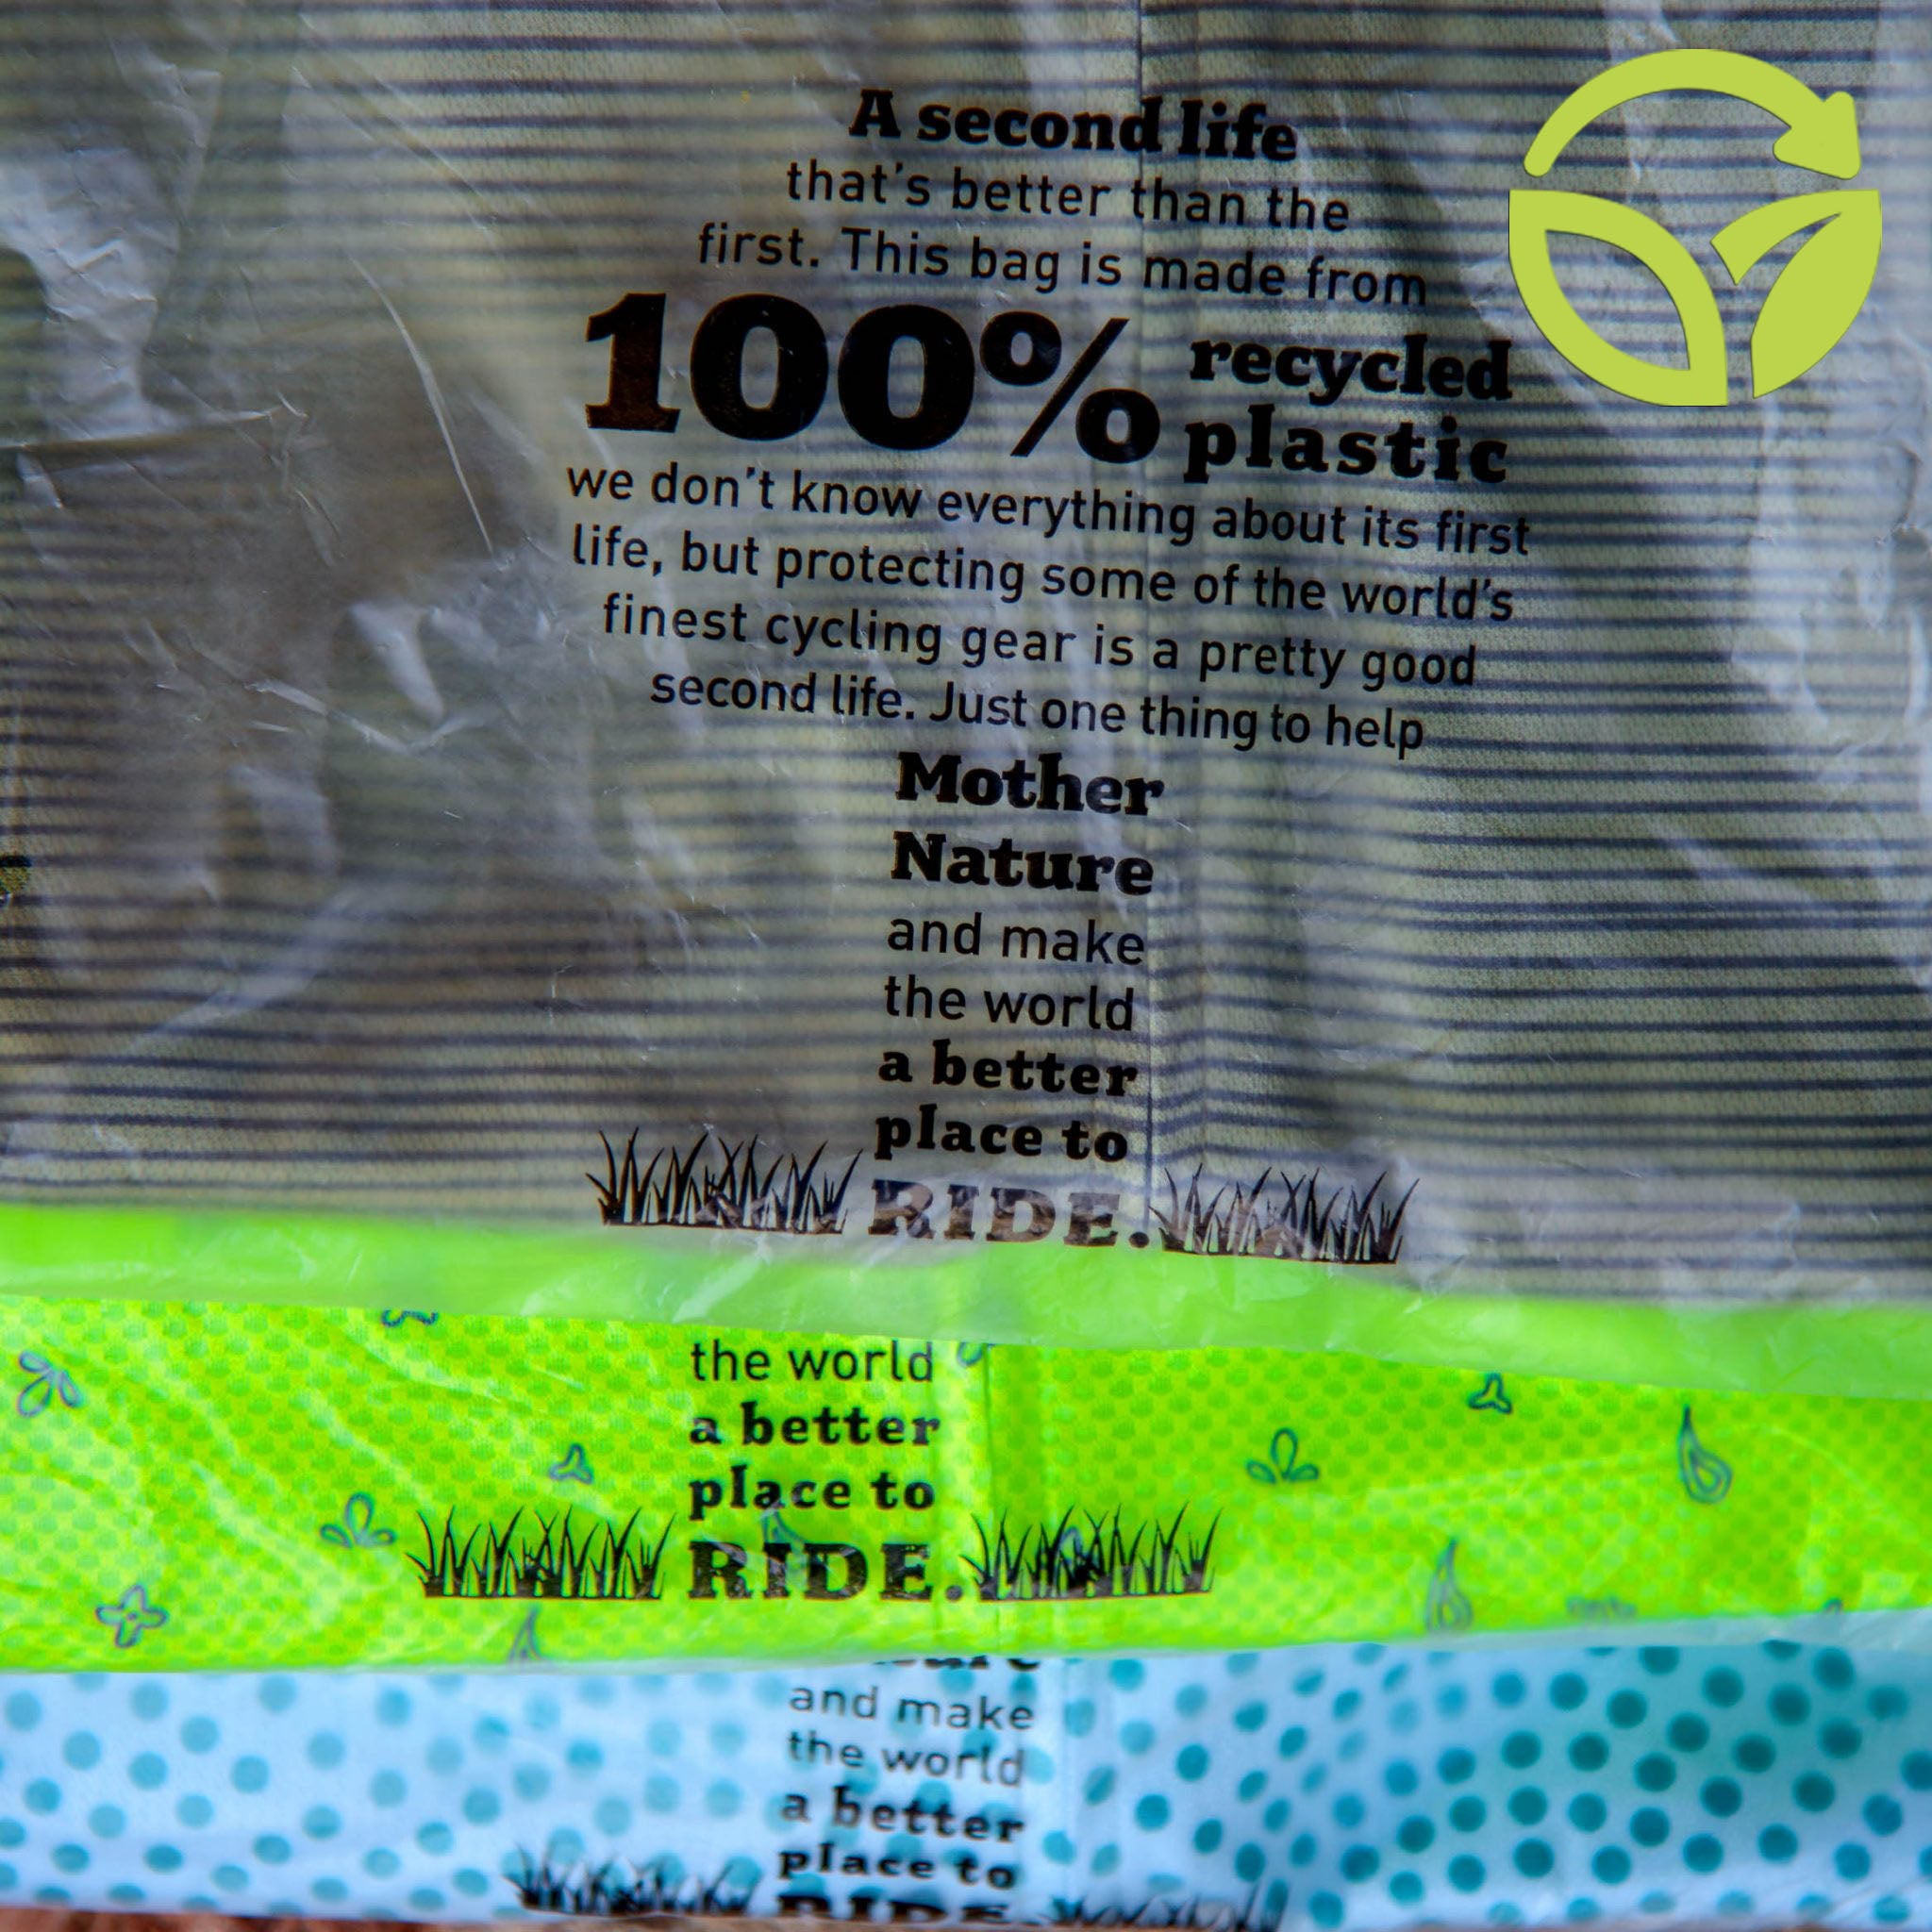 A second life
that's better than the
first. This bag is made from
100% recycled
plastic
we don't know everything about its first
life, but protecting some of the world's
finest cycling gear is a pretty good
second life. Just one thing to help
Mother
Nature
and make
the world
a better
place to
RIDE.
the world
a better
place to
RIDE.
and make
the world
a better
place to
RIDE.